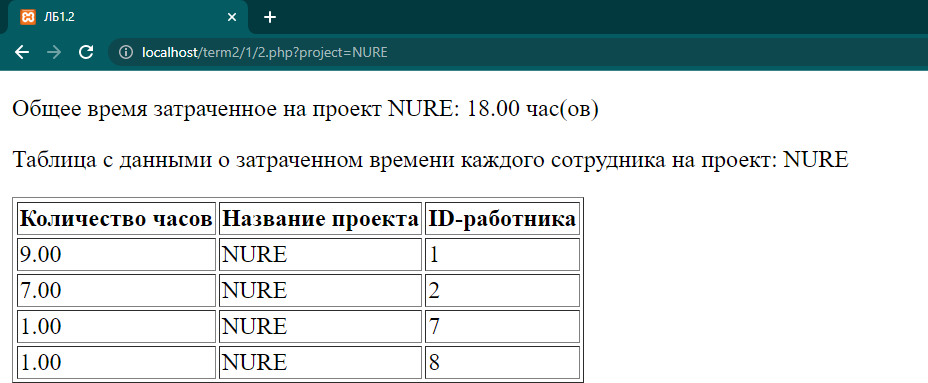 ЛБ1.2
localhost/term2/1/2.php?project=NURE
Общее время затраченное на проект NURE: 18.00 час(ов)
Таблица с данными о затраченном времени каждого сотрудника на проект: NURE
Количество часов Название проекта ID-работника
9.00 NURE 1
7.00 NURE 2
1.00 NURE 7
1.00 NURE 8